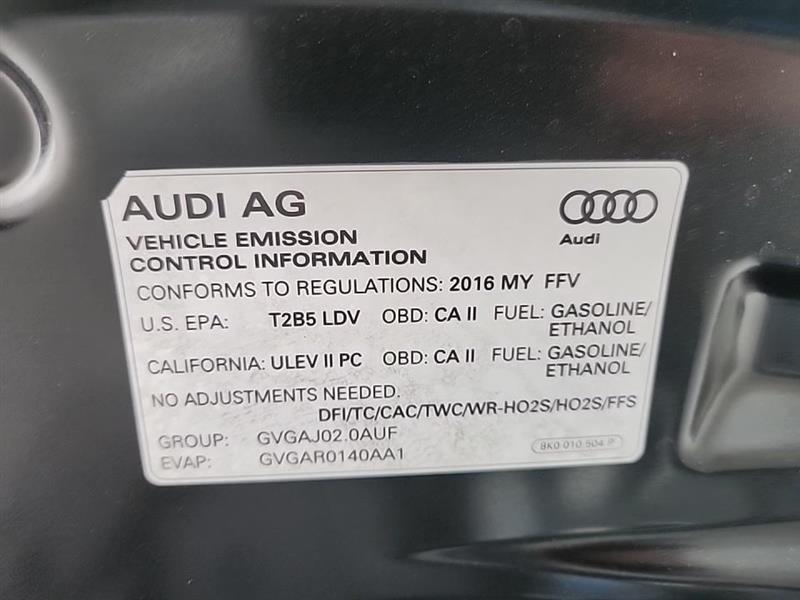 AUDI AG
Audi
VEHICLE EMISSION
CONTROL INFORMATION
CONFORMS TO REGULATIONS: 2016 MY FFV
U.S. EPA: T2B5 LDV OBD: CA II FUEL: GASOLINE/
ETHANOL
CALIFORNIA: ULEV II PC OBD: CA II FUEL: GASOLINE/
ETHANOL
NO ADJUSTMENTS NEEDED.
DFI/TC/CAC/TWC/WR-HO2S/HO2S/FFS
GROUP: GVGAJ02.0AUF
EVAP: GVGAR0140AA1
8K0 010 504 P